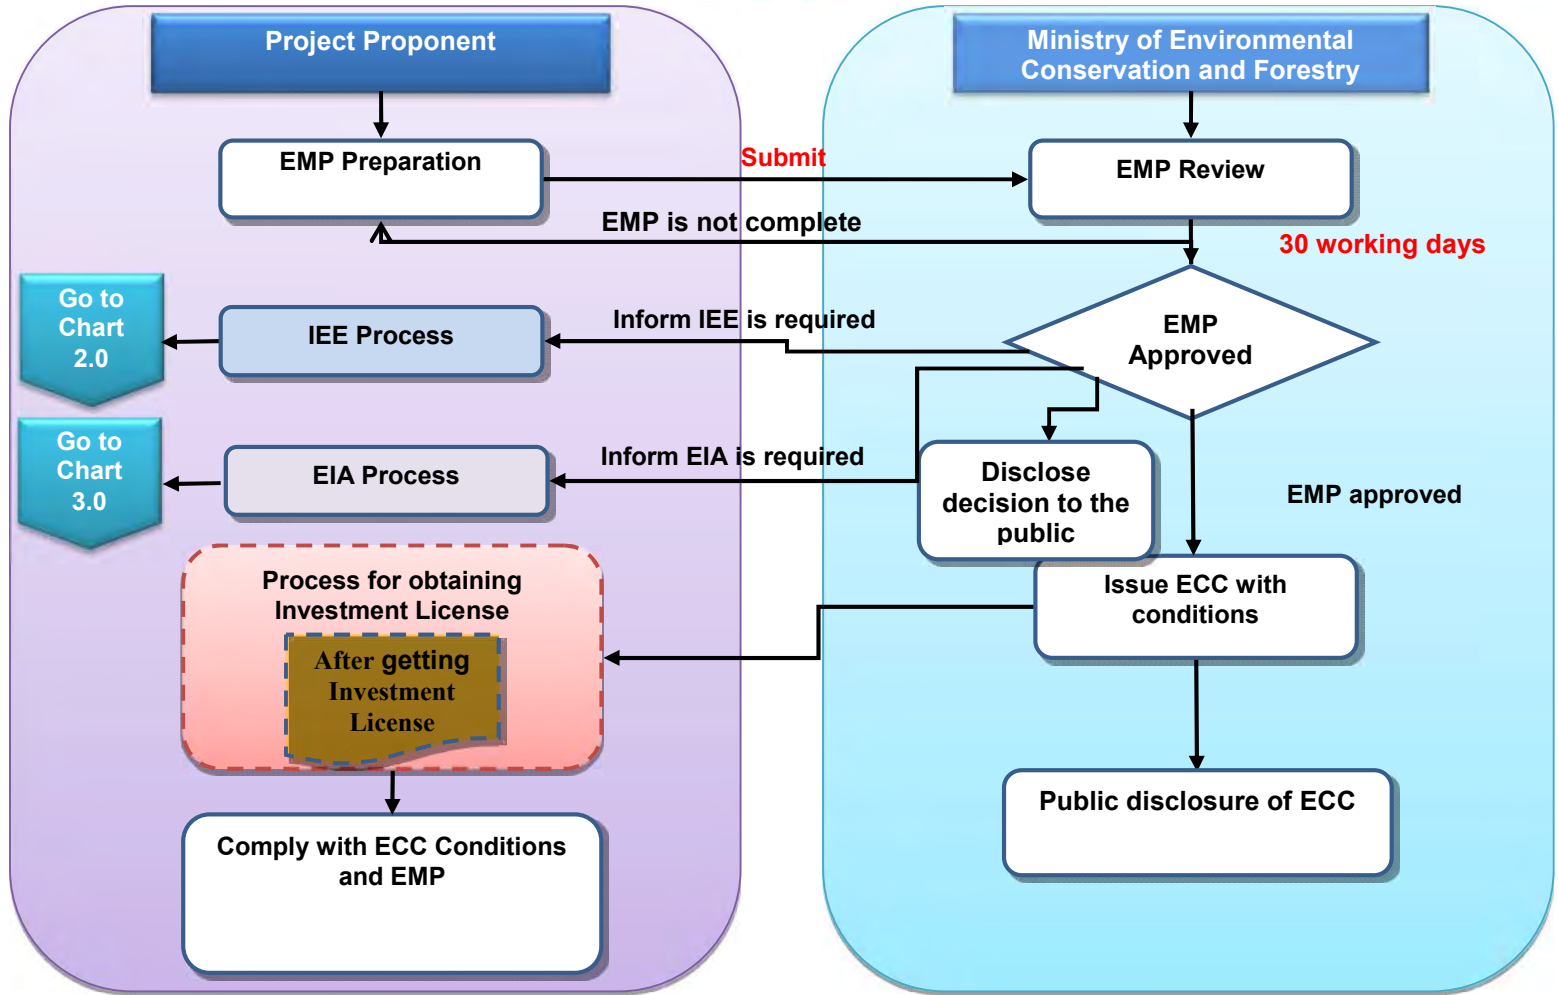 Project Proponent
Ministry of Environmental
Conservation and Forestry
EMP Preparation
Submit
EMP Review
EMP is not complete
30 working days
Go to
Chart
2.0
IEE Process
Inform IEE is required
EMP
Approved
Go to
Chart
3.0
EIA Process
Inform EIA is required
Disclose
decision to the
public
EMP approved
Process for obtaining
Investment License
After getting
Investment
License
Issue ECC with
conditions
Comply with ECC Conditions
and EMP
Public disclosure of ECC